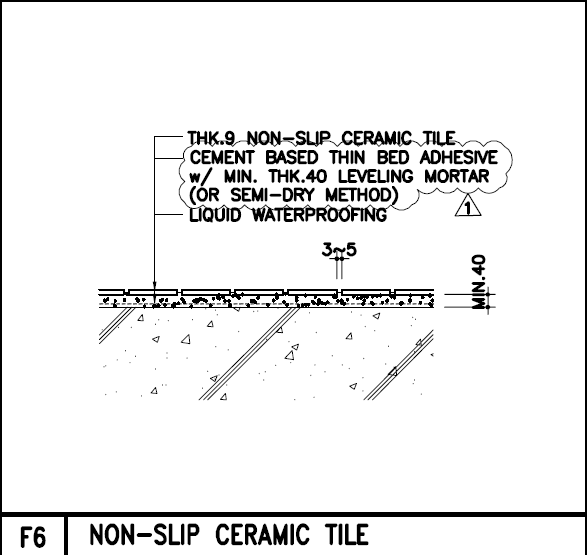 THK.9 NON-SLIP CERAMIC TILE
CEMENT BASED THIN BED ADHESIVE
w/ MIN. THK.40 LEVELING MORTAR
(OR SEMI-DRY METHOD)
1
LIQUID WATERPROOFING
3~5
MIN.40
F6 NON-SLIP CERAMIC TILE